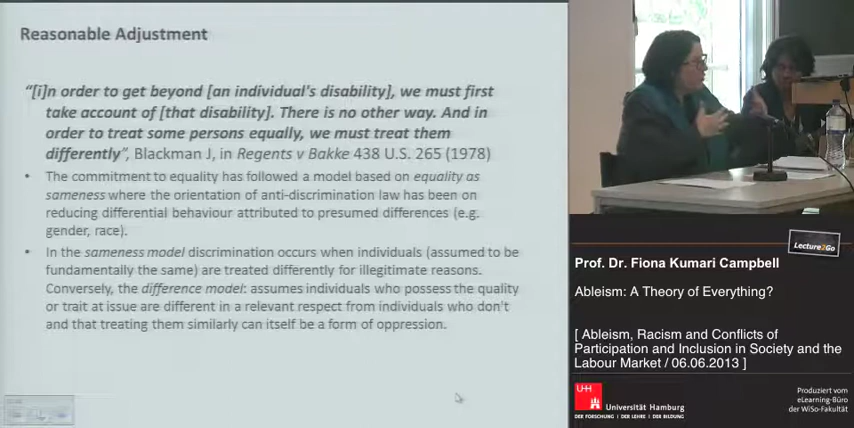 Reasonable Adjustment
"[i]n order to get beyond [an individual's disability], we must first
take account of [that disability]. There is no other way. And in
order to treat some persons equally, we must treat them
differently", Blackman J, in Regents v Bakke 438 U.S. 265 (1978)
• The commitment to equality has followed a model based on equality as
sameness where the orientation of anti-discrimination law has been on
reducing differential behaviour attributed to presumed differences (e.g.
gender, race).
• In the sameness model discrimination occurs when individuals (assumed to be
fundamentally the same) are treated differently for illegitimate reasons.
Conversely, the difference model: assumes individuals who possess the quality
or trait at issue are different in a relevant respect from individuals who don't
and that treating them similarly can itself be a form of oppression.
Lecture2Go
Prof. Dr. Fiona Kumari Campbell
Ableism: A Theory of Everything?
[ Ableism, Racism and Conflicts of
Participation and Inclusion in Society and the
Labour Market / 06.06.2013 ]
UHH
Universität Hamburg
DER FORSCHUNG | DER LEHRE | DER BILDUNG
Produziert vom
eLearning-Büro
der WiSo-Fakultät